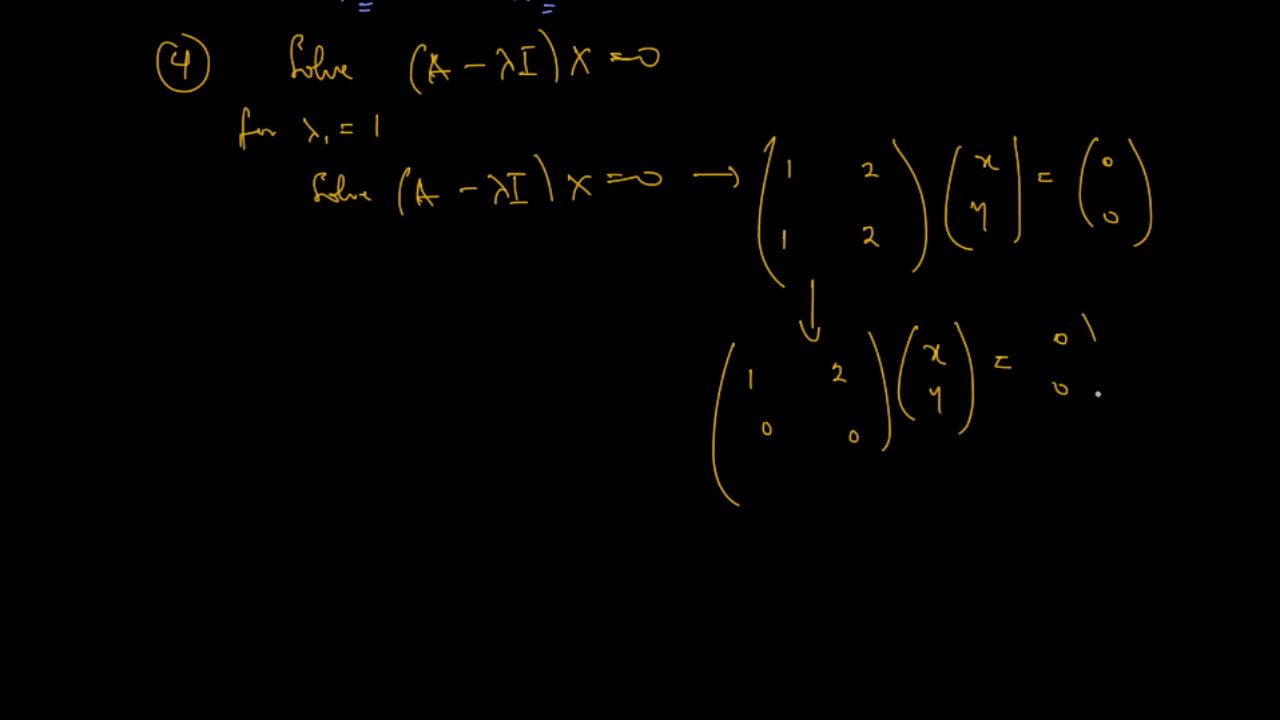 ④ Solve (A − λI) X = 0
for λ₁ = 1
Solve (A − λI) X = 0 → ( 1 2 ; 1 2 ) ( x ; y ) = ( 0 ; 0 )
↓
( 1 2 ; 0 0 ) ( x ; y ) = 0 ; 0 )